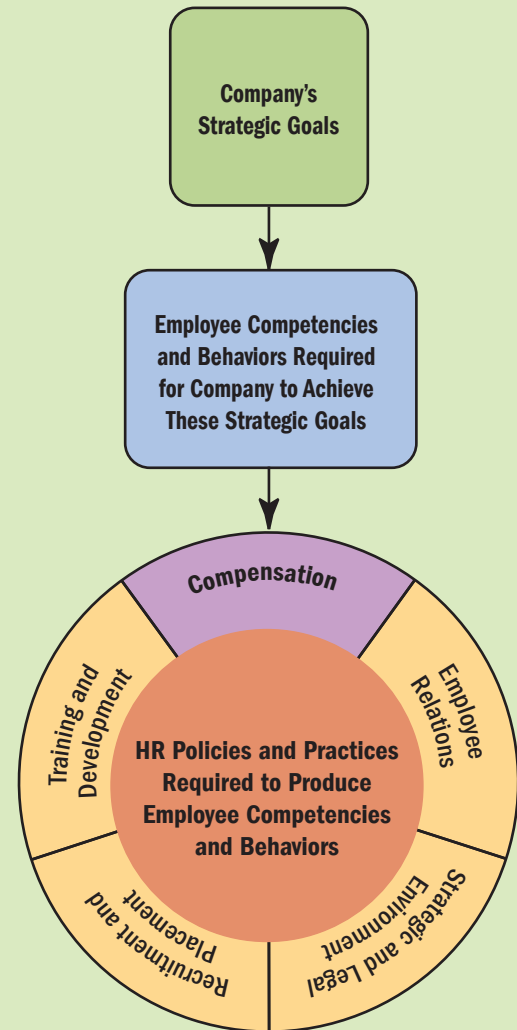 Company's
Strategic Goals
Employee Competencies
and Behaviors Required
for Company to Achieve
These Strategic Goals
Compensation
Training and
Development
Employee
Relations
HR Policies and Practices
Required to Produce
Employee Competencies
and Behaviors
Recruitment and
Placement
Strategic and Legal
Environment